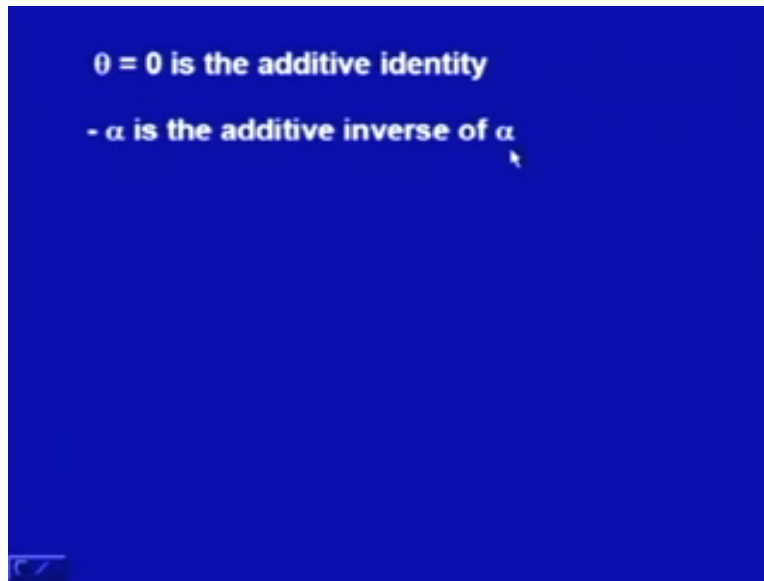 θ = 0 is the additive identity
- α is the additive inverse of α